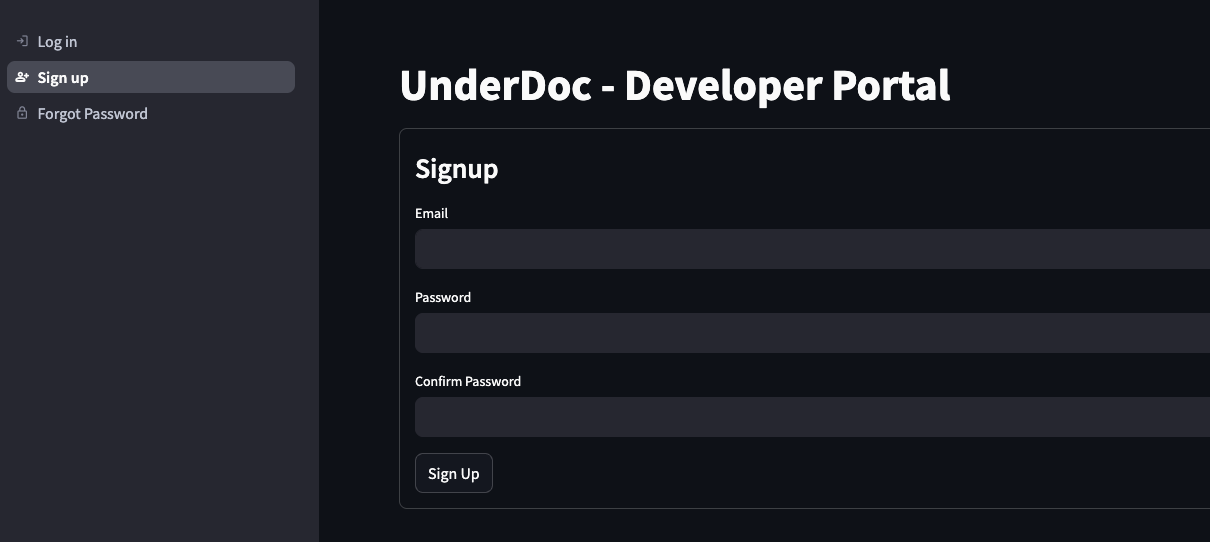 Log in
Sign up
Forgot Password
UnderDoc - Developer Portal
Signup
Email
Password
Confirm Password
Sign Up